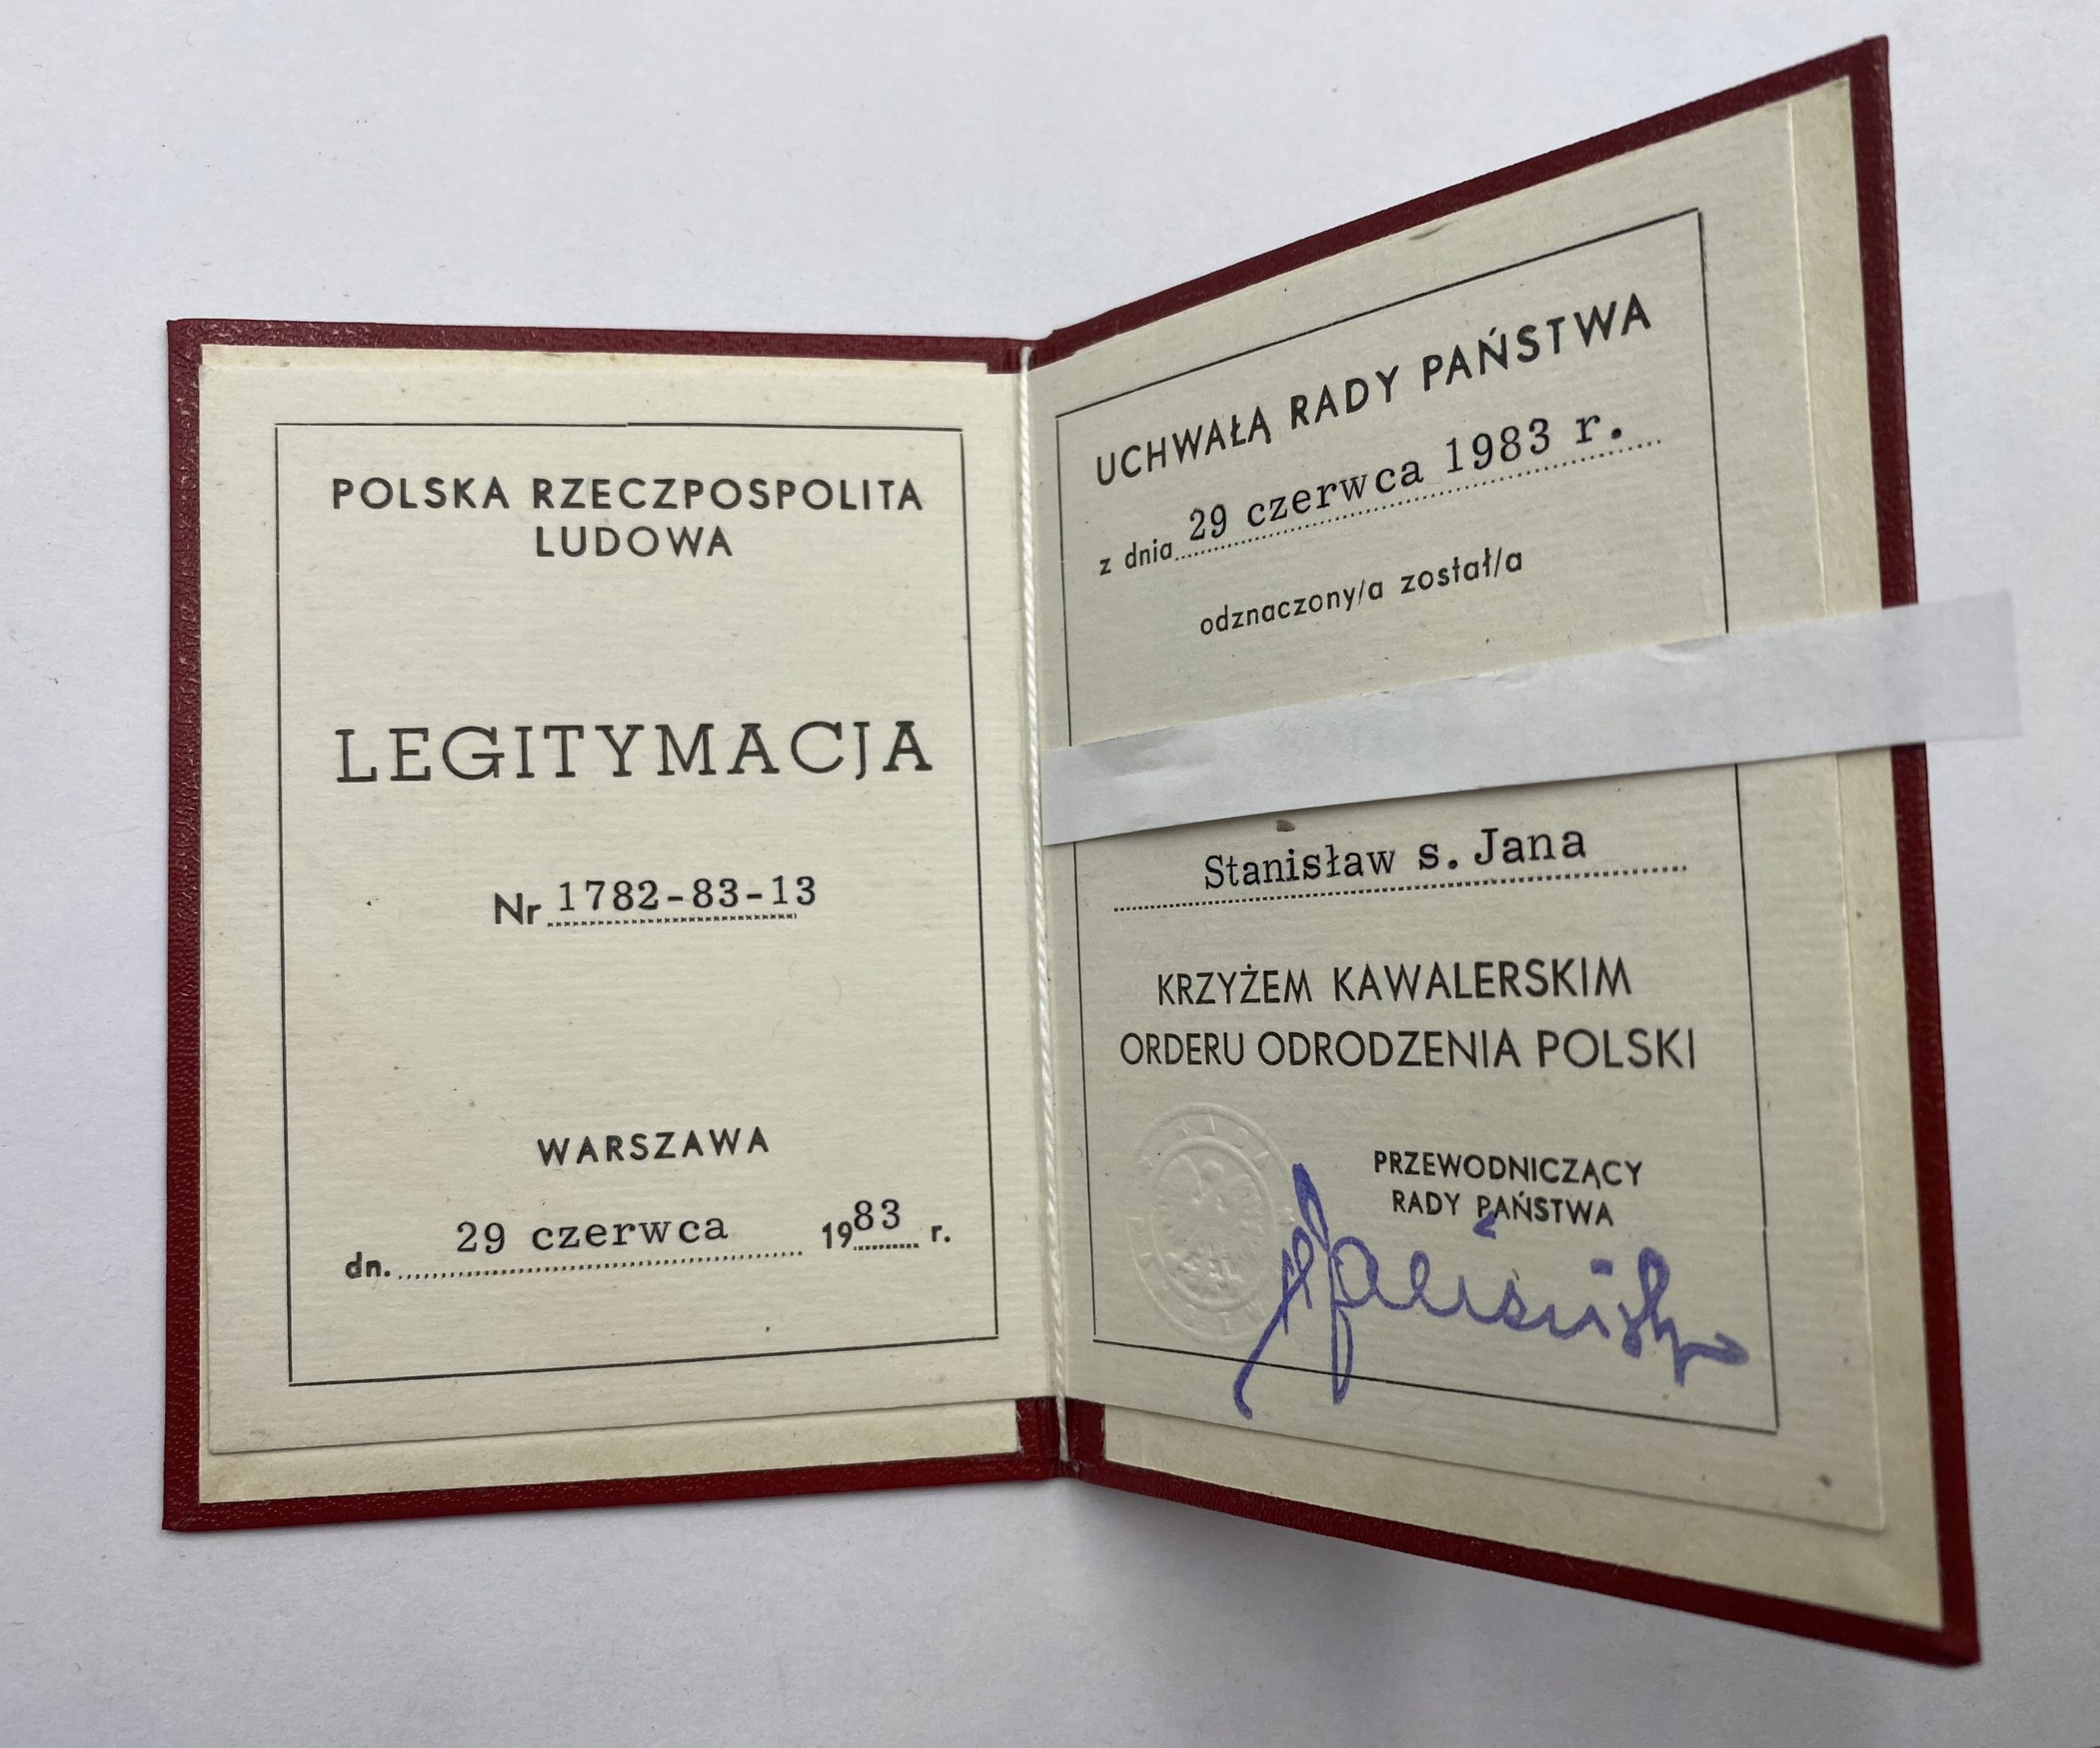 POLSKA RZECZPOSPOLITA
LUDOWA
LEGITYMACJA
Nr 1782-83-13
WARSZAWA
dn. 29 czerwca 1983 r.
UCHWAŁĄ RADY PAŃSTWA
z dnia 29 czerwca 1983 r.
odznaczony/a został/a
Stanisław s. Jana
KRZYŻEM KAWALERSKIM
ORDERU ODRODZENIA POLSKI
PRZEWODNICZĄCY
RADY PAŃSTWA